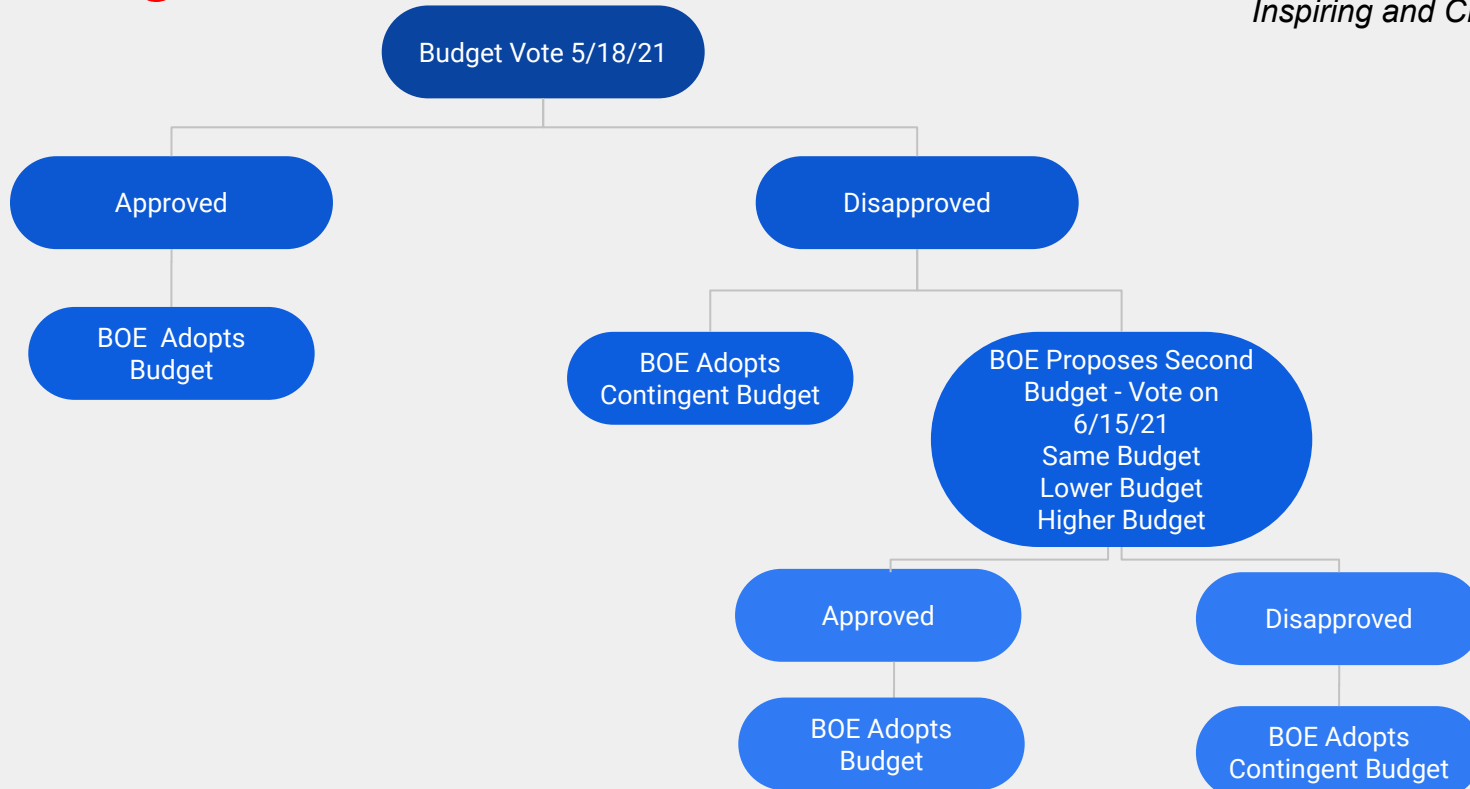 Inspiring and
Budget Vote 5/18/21
Approved
Disapproved
BOE Adopts
Budget
BOE Adopts
Contingent Budget
BOE Proposes Second
Budget - Vote on
6/15/21
Same Budget
Lower Budget
Higher Budget
Approved
Disapproved
BOE Adopts
Budget
BOE Adopts
Contingent Budget